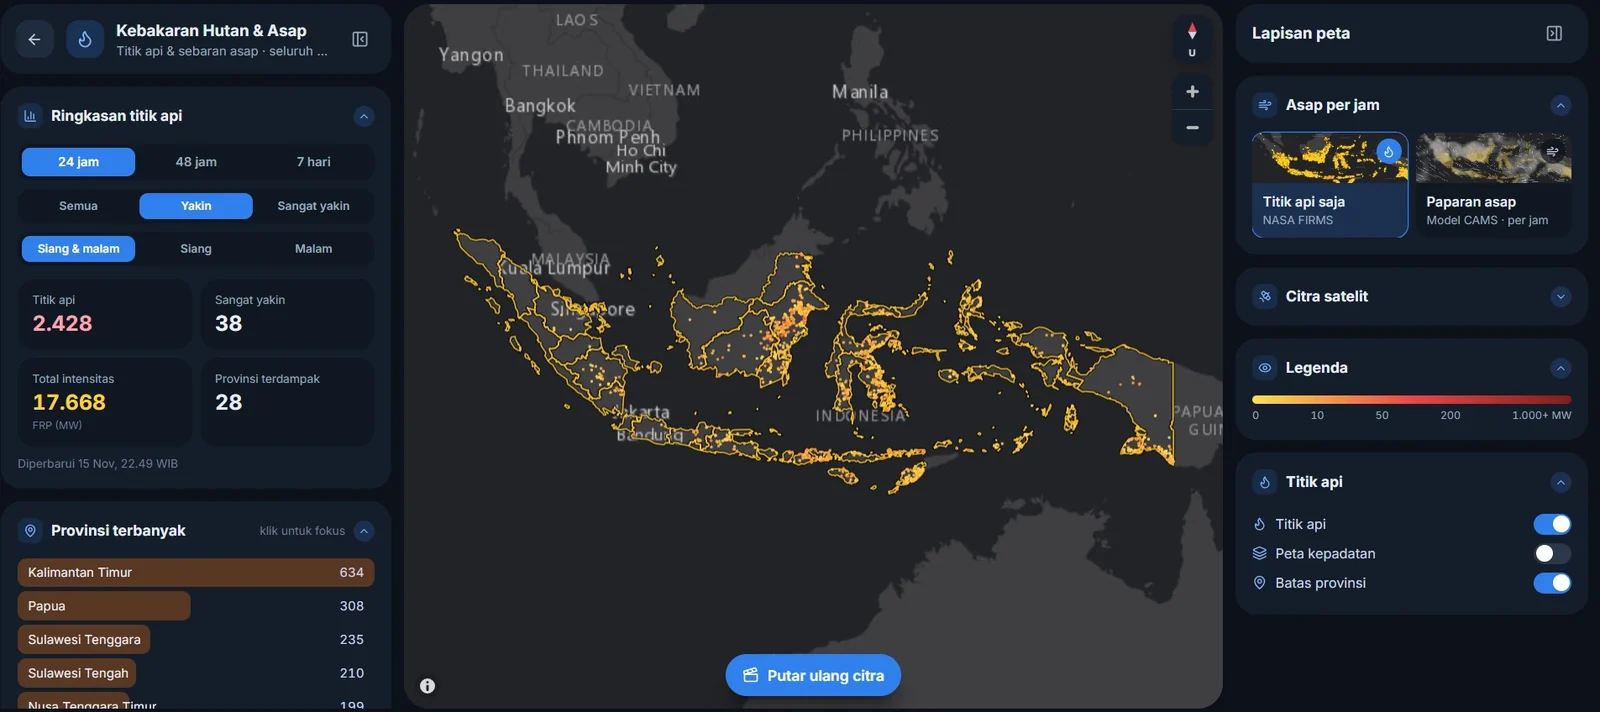 Kebakaran Hutan & Asap
Titik api & sebaran asap · seluruh ...
Ringkasan titik api
24 jam
48 jam
7 hari
Semua
Yakin
Sangat yakin
Siang & malam
Siang
Malam
Titik api
2.428
Sangat yakin
38
Total intensitas
17.668
FRP (MW)
Provinsi terdampak
28
Diperbarui 15 Nov, 22.49 WIB
Provinsi terbanyak
klik untuk fokus
Kalimantan Timur 634
Papua 308
Sulawesi Tenggara 235
Sulawesi Tengah 210
Nusa Tenggara Timur 199
LAOS
Yangon
THAILAND
VIETNAM
Bangkok
CAMBODIA
Phnom Penh
Ho Chi
Minh City
Manila
PHILIPPINES
MALAYSIA
Kuala Lumpur
Singapore
INDONESIA
Jakarta
Bandung
PAPUA
GUI
U
+
−
Putar ulang citra
Lapisan peta
Asap per jam
Titik api saja
NASA FIRMS
Paparan asap
Model CAMS · per jam
Citra satelit
Legenda
0 10 50 200 1.000+ MW
Titik api
Titik api
Peta kepadatan
Batas provinsi